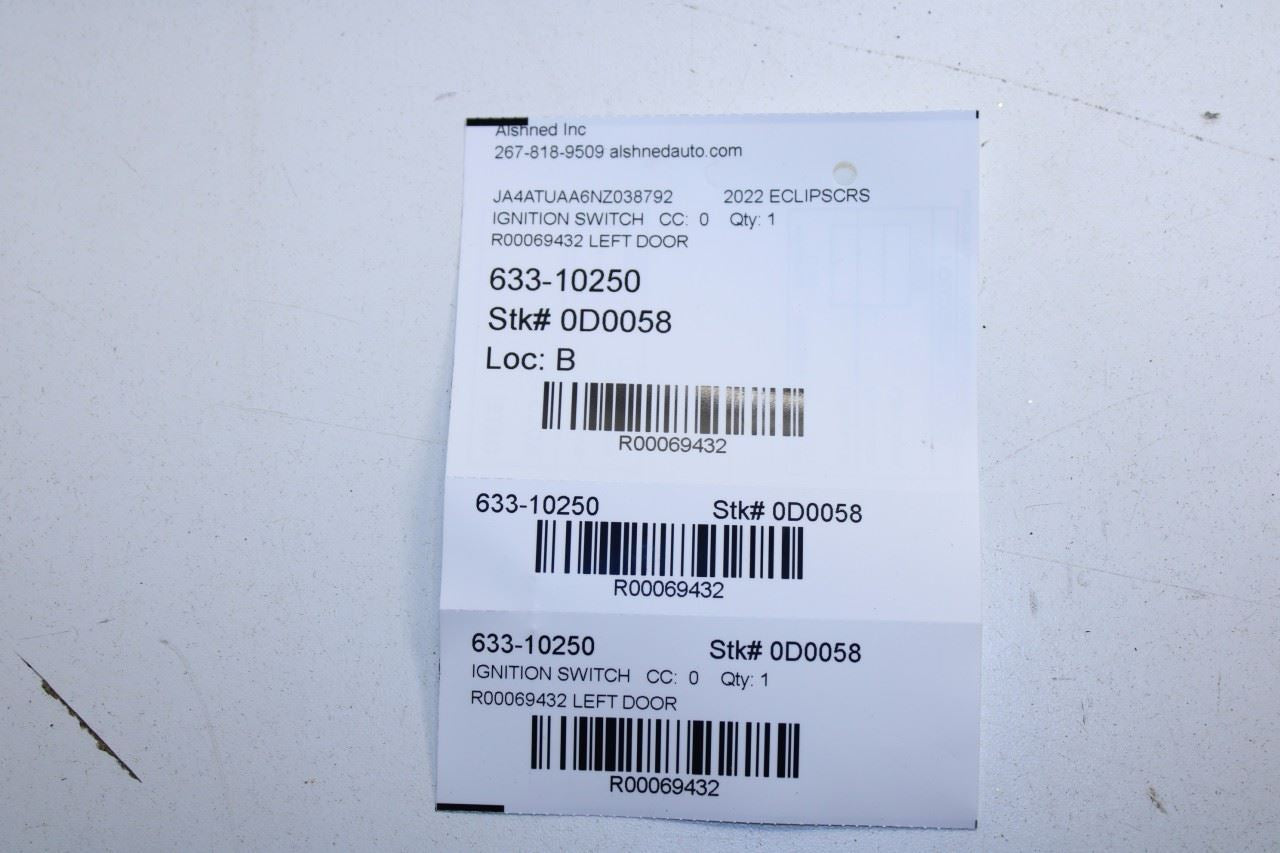 Alshned Inc
267-818-9509 alshnedauto.com
JA4ATUAA6NZ038792 2022 ECLIPSCRS
IGNITION SWITCH CC: 0 Qty: 1
R00069432 LEFT DOOR
633-10250
Stk# 0D0058
Loc: B
R00069432
633-10250 Stk# 0D0058
R00069432
633-10250 Stk# 0D0058
IGNITION SWITCH CC: 0 Qty: 1
R00069432 LEFT DOOR
R00069432